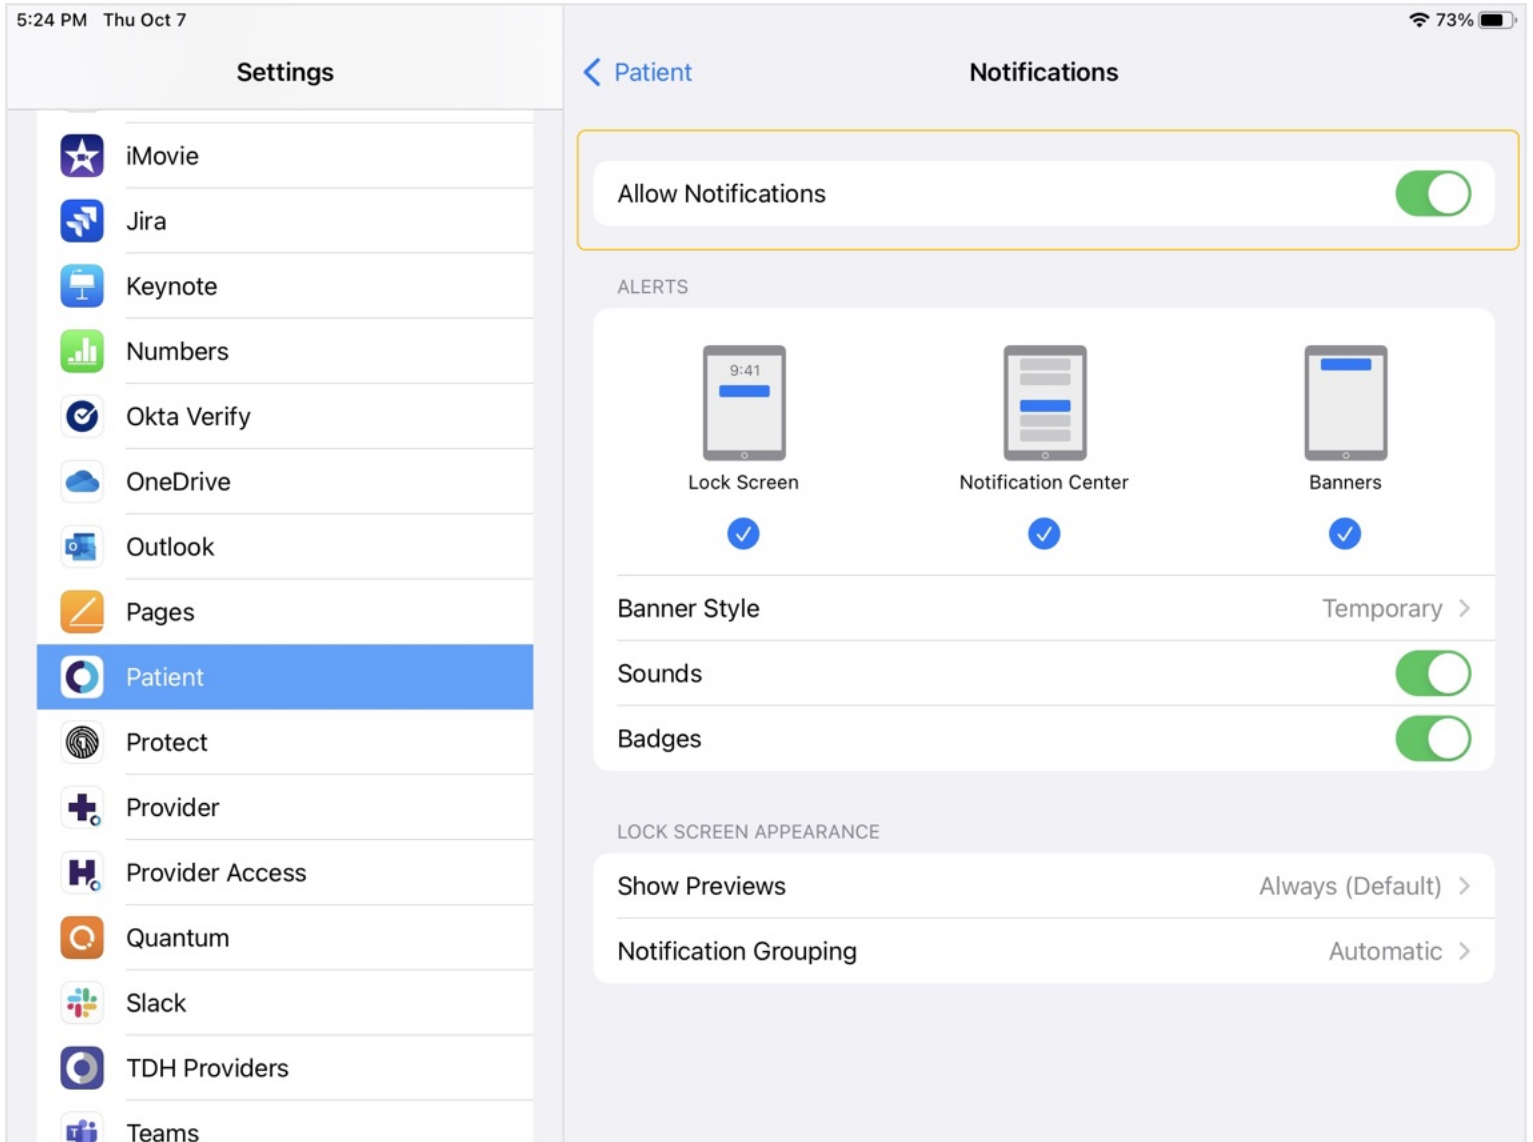 5:24 PM Thu Oct 7
73%
Settings
iMovie
Jira
Keynote
Numbers
Okta Verify
OneDrive
Outlook
Pages
Patient
Protect
Provider
Provider Access
Quantum
Slack
TDH Providers
Teams
Patient
Notifications
Allow Notifications
ALERTS
9:41
Lock Screen
Notification Center
Banners
Banner Style Temporary
Sounds
Badges
LOCK SCREEN APPEARANCE
Show Previews Always (Default)
Notification Grouping Automatic